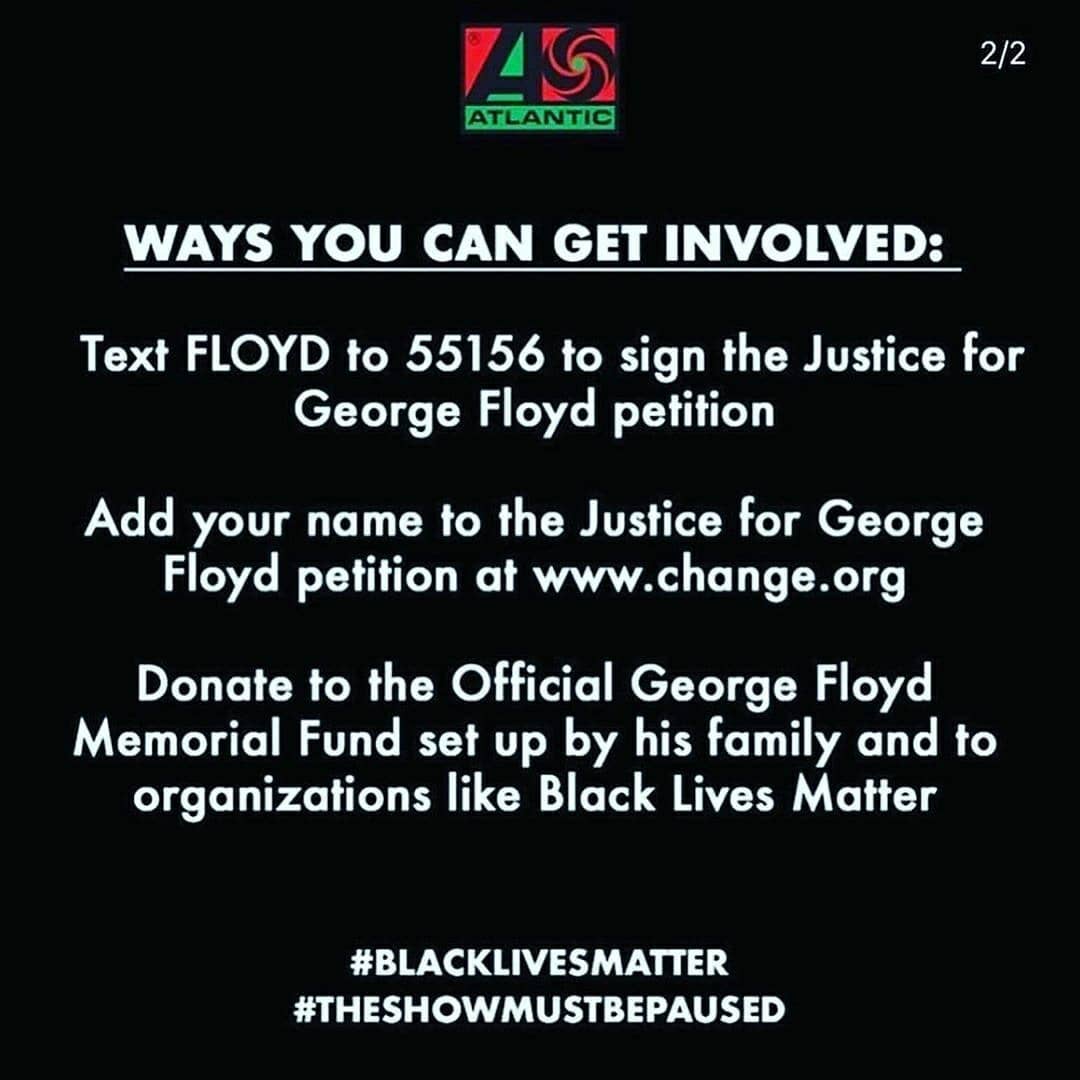 2/2
ATLANTIC
WAYS YOU CAN GET INVOLVED:
Text FLOYD to 55156 to sign the Justice for
George Floyd petition
Add your name to the Justice for George
Floyd petition at www.change.org
Donate to the Official George Floyd
Memorial Fund set up by his family and to
organizations like Black Lives Matter
#BLACKLIVESMATTER
#THESHOWMUSTBEPAUSED